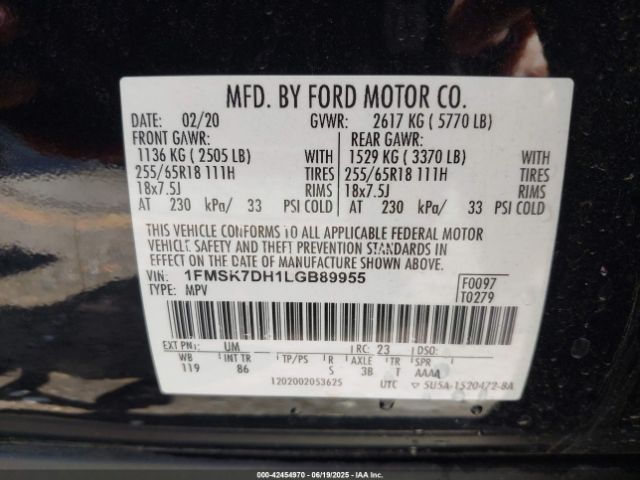 MFD. BY FORD MOTOR CO.
DATE: 02/20 GVWR: 2617 KG ( 5770 LB)
FRONT GAWR: REAR GAWR:
1136 KG ( 2505 LB) WITH 1529 KG ( 3370 LB) WITH
255/65R18 111H TIRES 255/65R18 111H TIRES
18x7.5J RIMS 18x7.5J RIMS
AT 230 kPa/ 33 PSI COLD AT 230 kPa/ 33 PSI COLD
THIS VEHICLE CONFORMS TO ALL APPLICABLE FEDERAL MOTOR
VEHICLE SAFETY AND THEFT PREVENTION STANDARDS IN EFFECT
ON THE DATE OF MANUFACTURE SHOWN ABOVE.
VIN: 1FMSK7DH1LGB89955 F0097
TYPE: MPV T0279
EXT PNT: UM RC: 23 DSO:
WB INT TR TP/PS R AXLE TR SPR
119 86 S 3B T AAAA
1202002053625 UTC ▽ 5U5A-1520472-BA
000-42454970 | 06/19/2025 - IAAI.COM